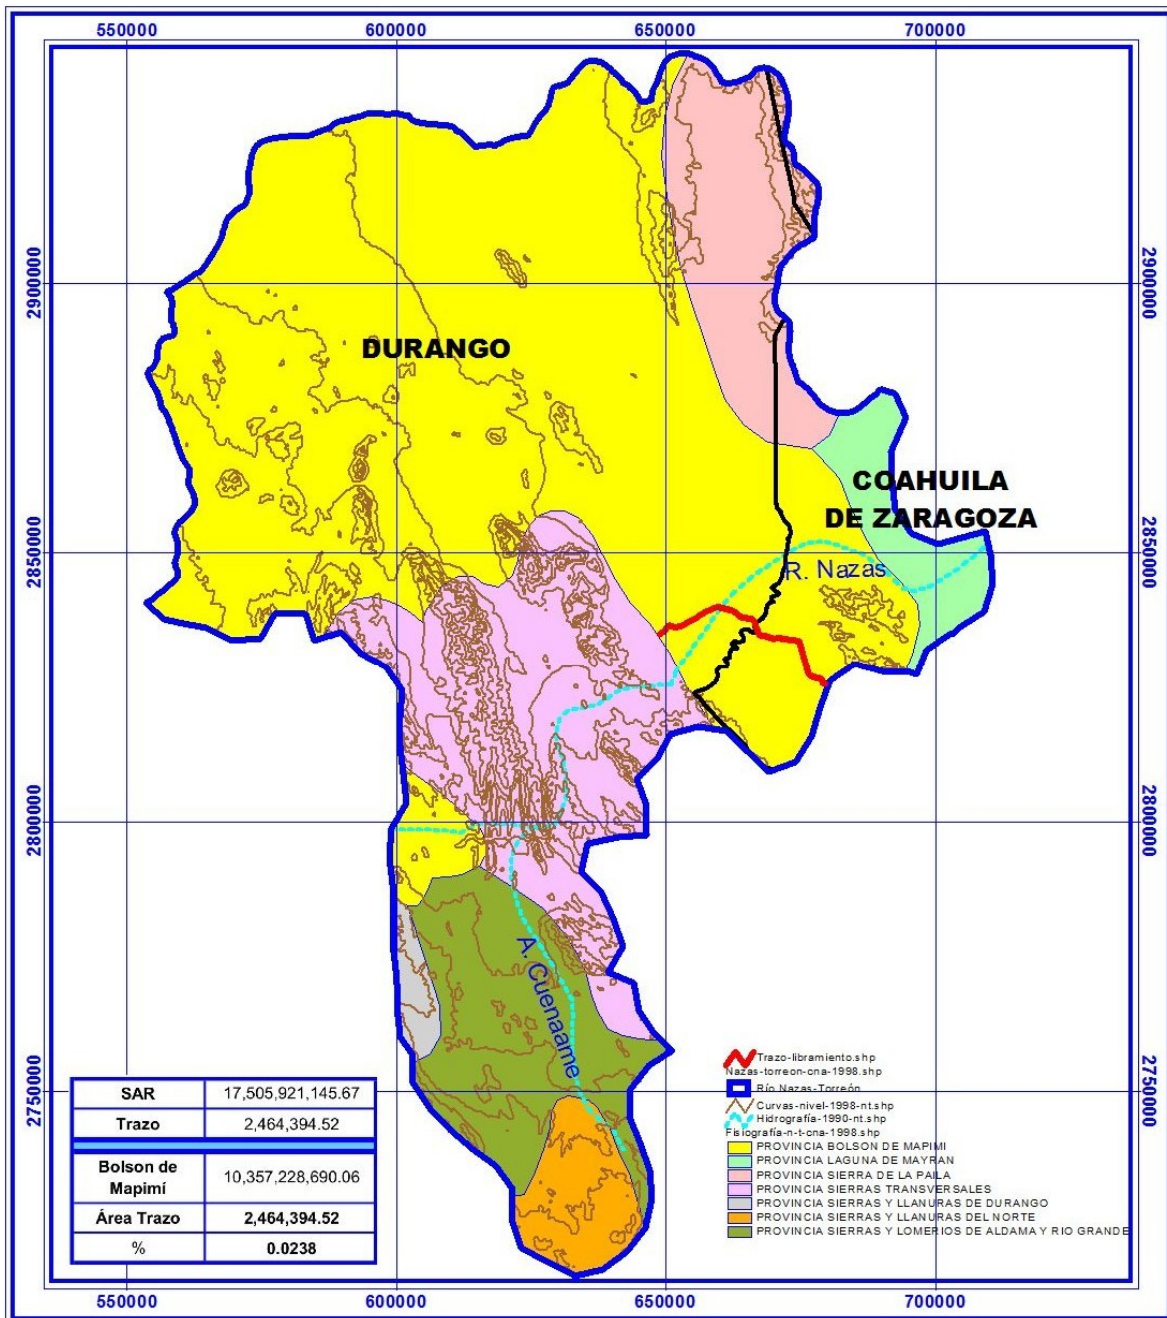 550000 600000 650000 700000
2900000 2900000
DURANGO
COAHUILA
DE ZARAGOZA
2850000 2850000
R. Nazas
2800000 2800000
A. Cuenaame
2750000 2750000
SAR 17,505,921,145.67
Trazo 2,464,394.52
Bolson de
Mapimí 10,357,228,690.06
Área Trazo 2,464,394.52
% 0.0238
Trazo-libramiento.shp
Nazas-torreon-cna-1998.shp
Río Nazas-Torreón
Curvas-nivel-1998-nt.shp
Hidrografía-1990-nt.shp
Fisiografía-n-t-cna-1998.shp
PROVINCIA BOLSON DE MAPIMI
PROVINCIA LAGUNA DE MAYRAN
PROVINCIA SIERRA DE LA PAILA
PROVINCIA SIERRAS TRANSVERSALES
PROVINCIA SIERRAS Y LLANURAS DE DURANGO
PROVINCIA SIERRAS Y LLANURAS DEL NORTE
PROVINCIA SIERRAS Y LOMERIOS DE ALDAMA Y RIO GRANDE
550000 600000 650000 700000